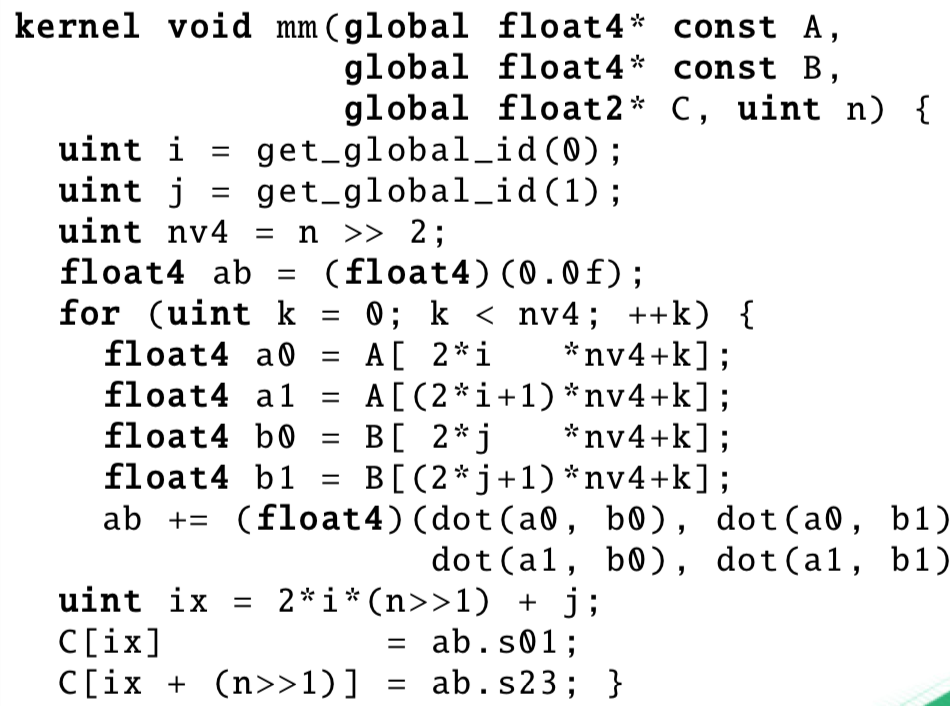 kernel void mm(global float4* const A,
               global float4* const B,
               global float2* C, uint n) {
  uint i = get_global_id(0);
  uint j = get_global_id(1);
  uint nv4 = n >> 2;
  float4 ab = (float4)(0.0f);
  for (uint k = 0; k < nv4; ++k) {
    float4 a0 = A[ 2*i   *nv4+k];
    float4 a1 = A[(2*i+1)*nv4+k];
    float4 b0 = B[ 2*j   *nv4+k];
    float4 b1 = B[(2*j+1)*nv4+k];
    ab += (float4)(dot(a0, b0), dot(a0, b1)
                   dot(a1, b0), dot(a1, b1)
  uint ix = 2*i*(n>>1) + j;
  C[ix]          = ab.s01;
  C[ix + (n>>1)] = ab.s23; }